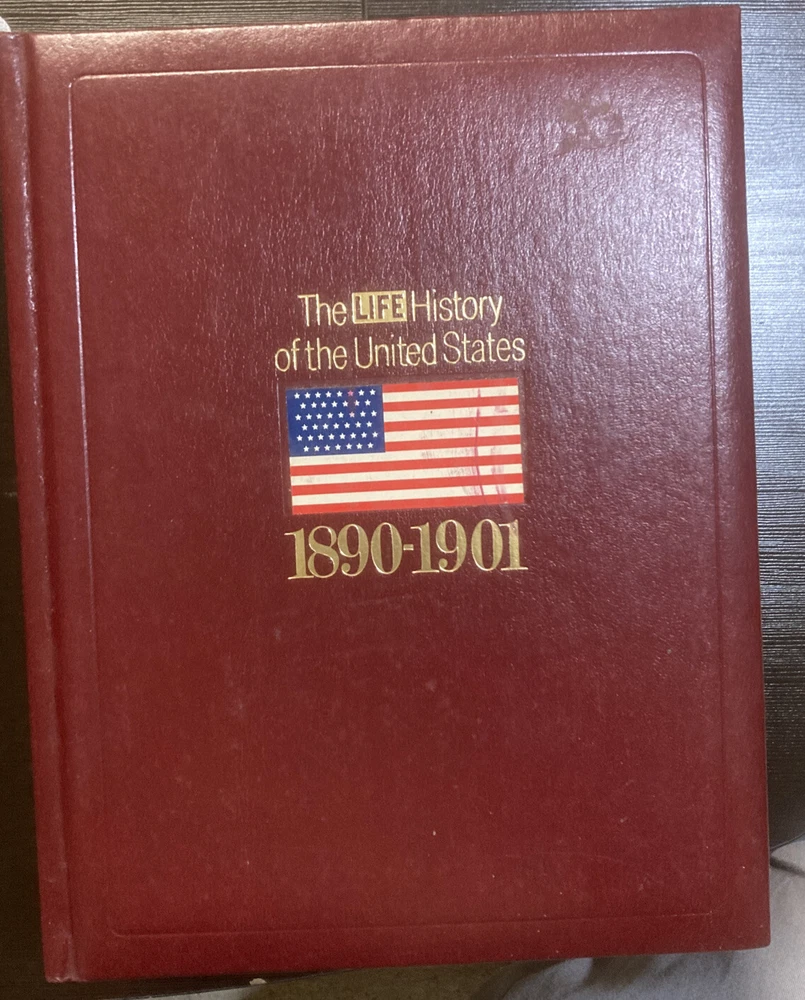 The LIFE History
of the United States
1890-1901